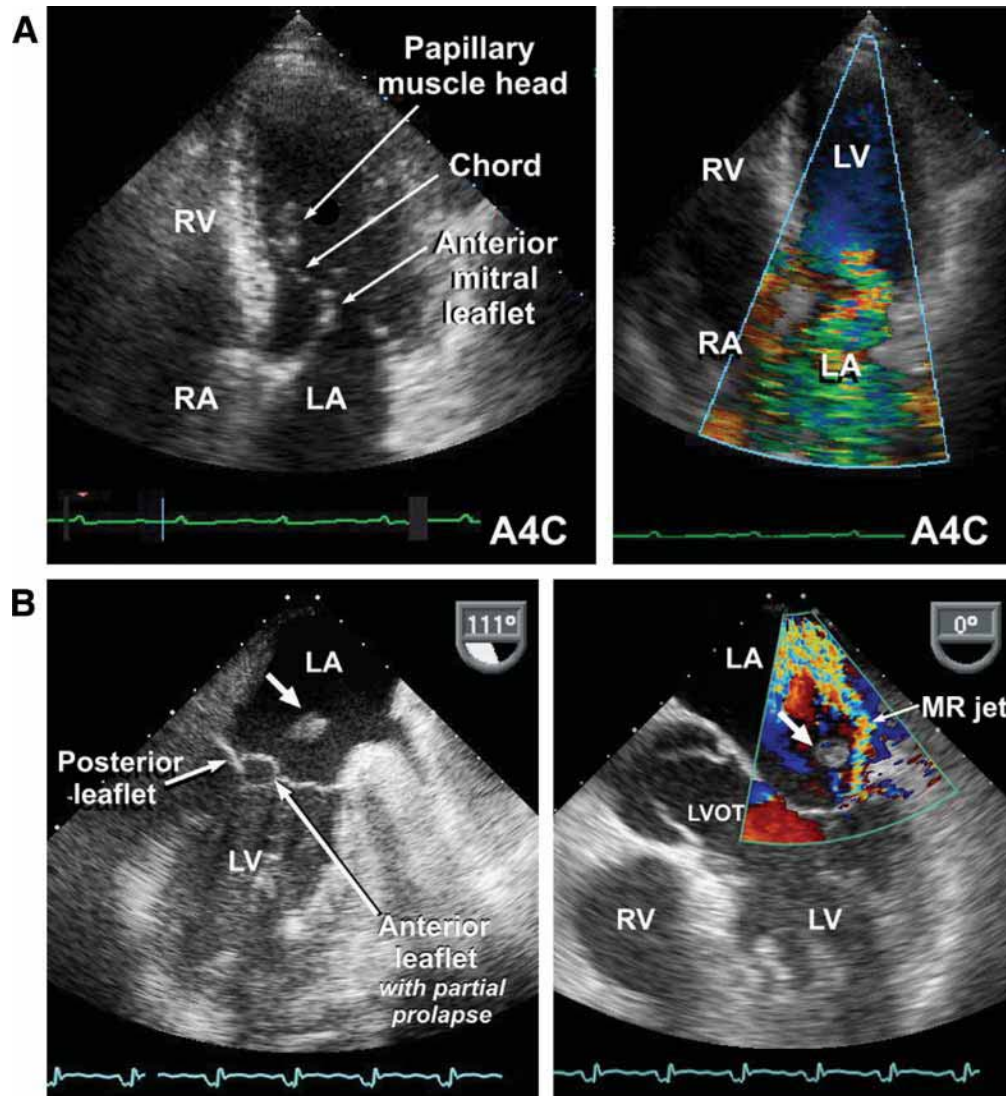 A
Papillary
muscle head
Chord
Anterior
mitral
leaflet
RV
RA
LA
A4C
RV
LV
RA
LA
A4C
B
111°
LA
Posterior
leaflet
LV
Anterior
leaflet
with partial
prolapse
0°
LA
MR jet
LVOT
RV
LV